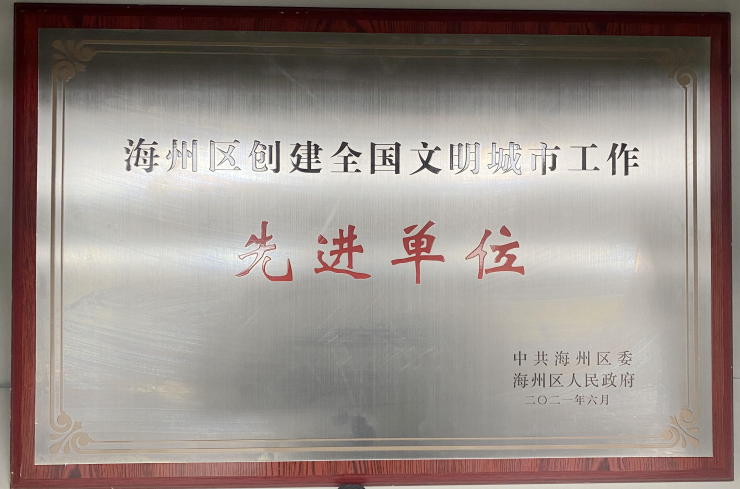 海州区创建全国文明城市工作
先进单位
中共海州区委
海州区人民政府
二〇二一年六月